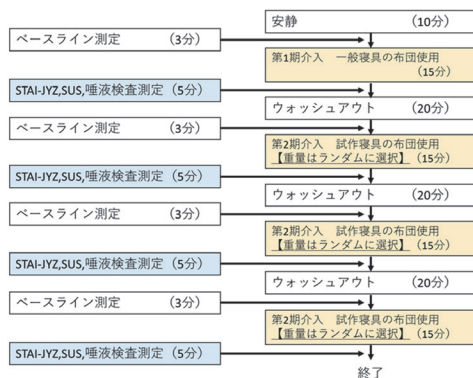 安静 (10分)
ベースライン測定 (3分)
第1期介入 一般寝具の布団使用
(15分)
STAI-JYZ,SUS,唾液検査測定 (5分)
ウォッシュアウト (20分)
ベースライン測定 (3分)
第2期介入 試作寝具の布団使用
【重量はランダムに選択】 (15分)
STAI-JYZ,SUS,唾液検査測定 (5分)
ウォッシュアウト (20分)
ベースライン測定 (3分)
第2期介入 試作寝具の布団使用
【重量はランダムに選択】 (15分)
STAI-JYZ,SUS,唾液検査測定 (5分)
ウォッシュアウト (20分)
ベースライン測定 (3分)
第2期介入 試作寝具の布団使用
【重量はランダムに選択】 (15分)
STAI-JYZ,SUS,唾液検査測定 (5分)
終了